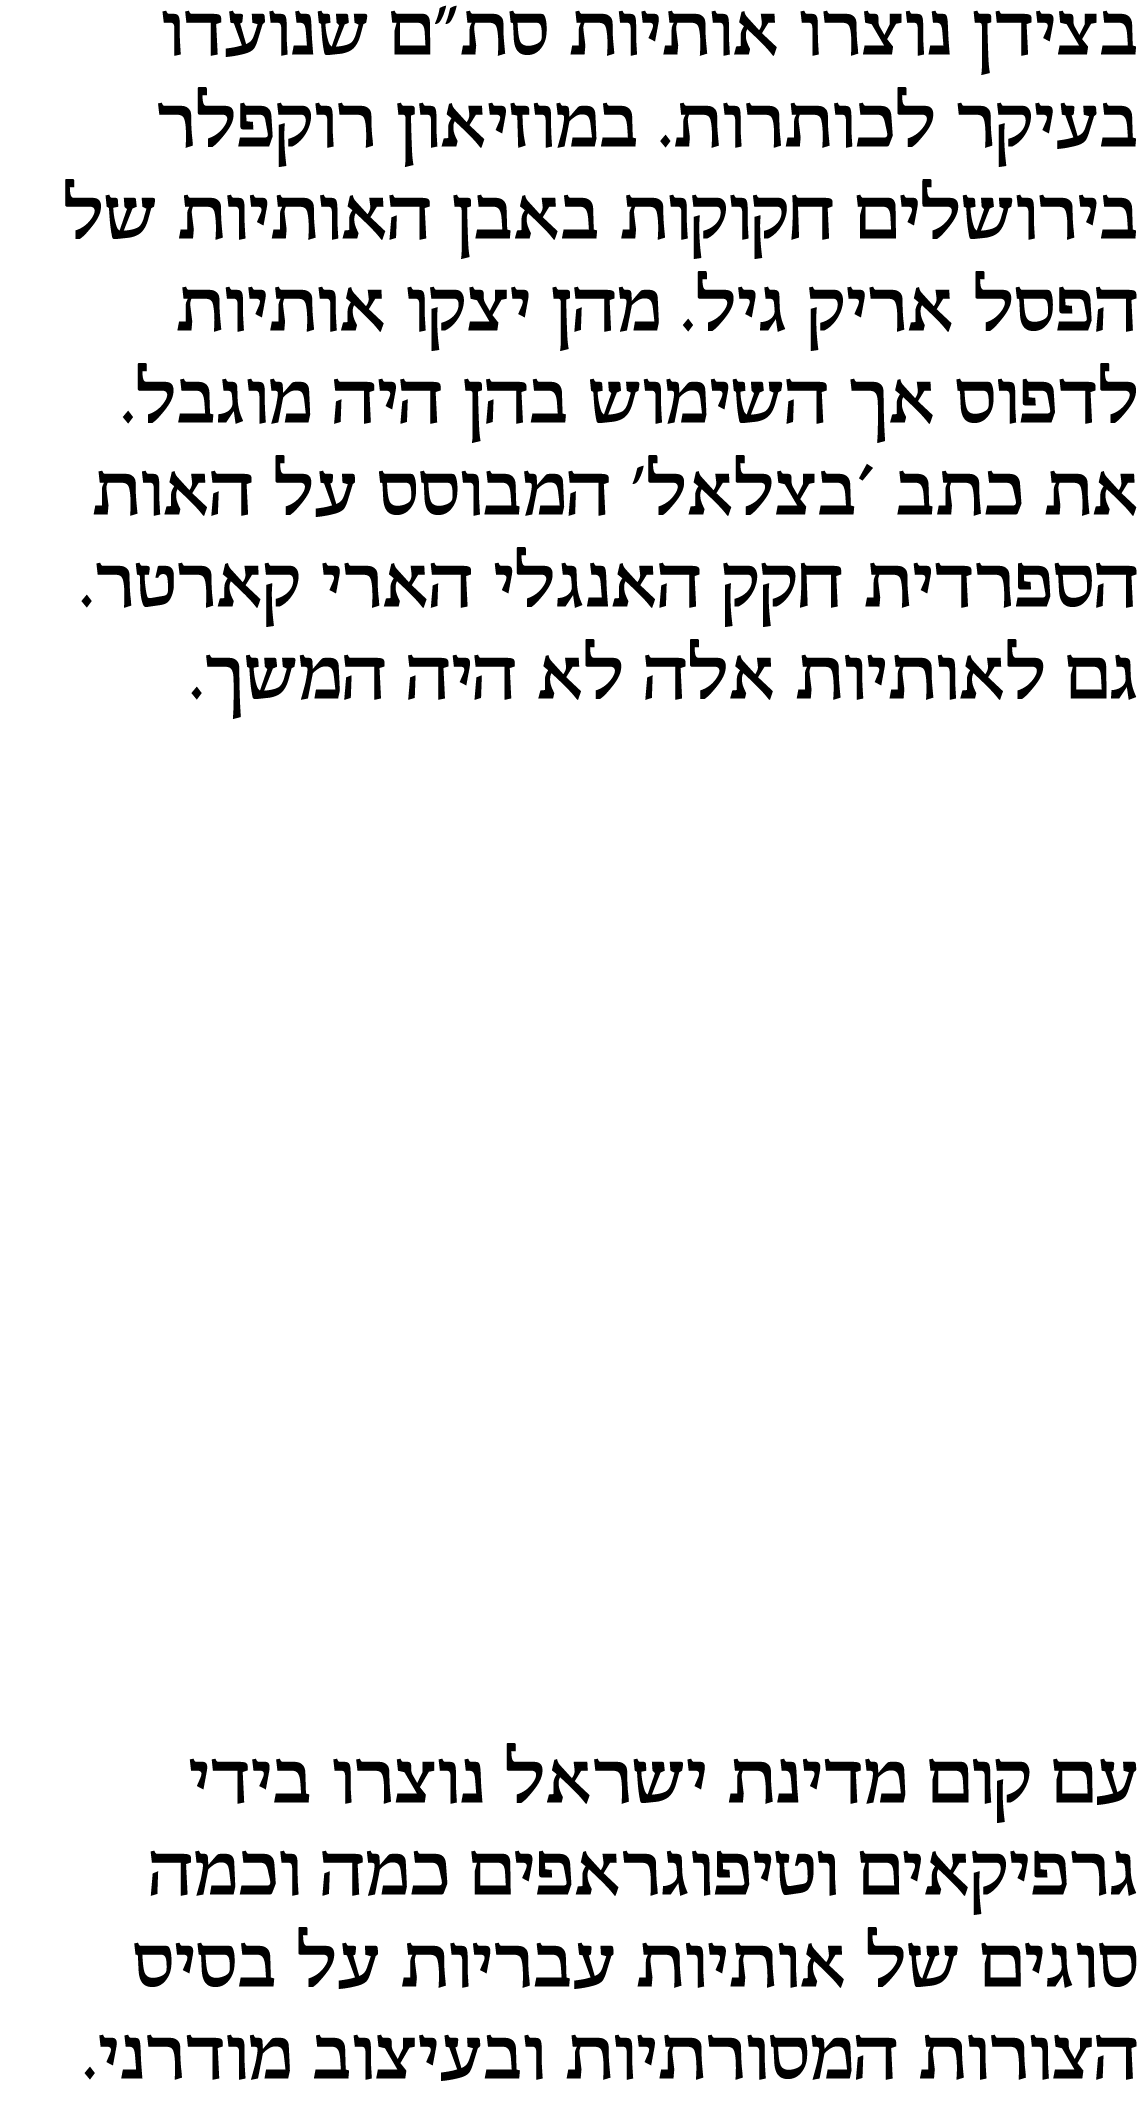 בצידן נוצרו אותיות סת״ם שנועדו
בעיקר לכותרות. במוזיאון רוקפלר
בירושלים חקוקות באבן האותיות של
הפסל אריק גיל. מהן יצקו אותיות
לדפוס אך השימוש בהן היה מוגבל.
את כתב ׳בצלאל׳ המבוסס על האות
הספרדית חקק האנגלי הארי קארטר.
גם לאותיות אלה לא היה המשך.
עם קום מדינת ישראל נוצרו בידי
גרפיקאים וטיפוגראפים כמה וכמה
סוגים של אותיות עבריות על בסיס
הצורות המסורתיות ובעיצוב מודרני.